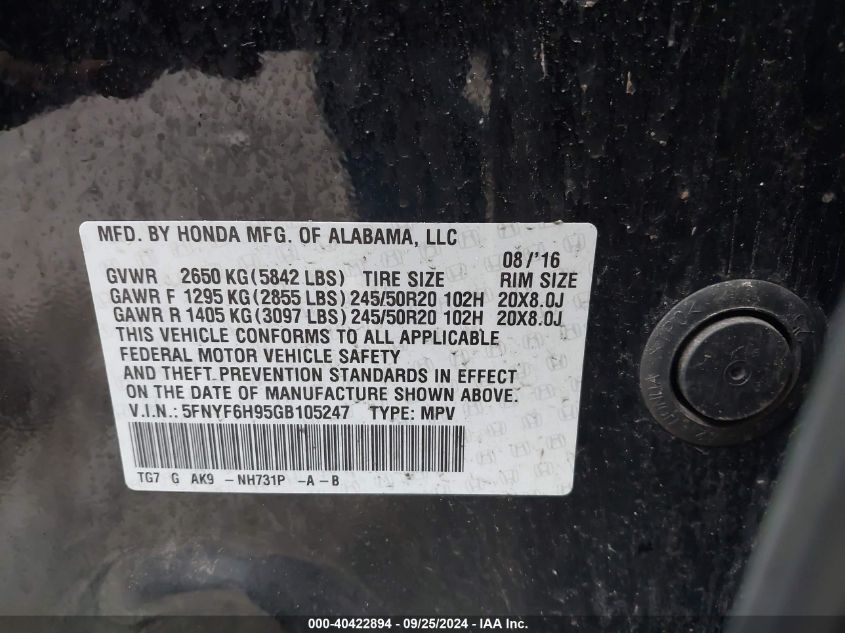 MFD. BY HONDA MFG. OF ALABAMA, LLC
08/'16
GVWR 2650 KG(5842 LBS) TIRE SIZE RIM SIZE
GAWR F 1295 KG(2855 LBS) 245/50R20 102H 20X8.0J
GAWR R 1405 KG(3097 LBS) 245/50R20 102H 20X8.0J
THIS VEHICLE CONFORMS TO ALL APPLICABLE
FEDERAL MOTOR VEHICLE SAFETY
AND THEFT PREVENTION STANDARDS IN EFFECT
ON THE DATE OF MANUFACTURE SHOWN ABOVE.
V.I.N.: 5FNYF6H95GB105247 TYPE: MPV
TG7 G AK9 -NH731P -A-B
000-40422894 - 09/25/2024 - IAA Inc.